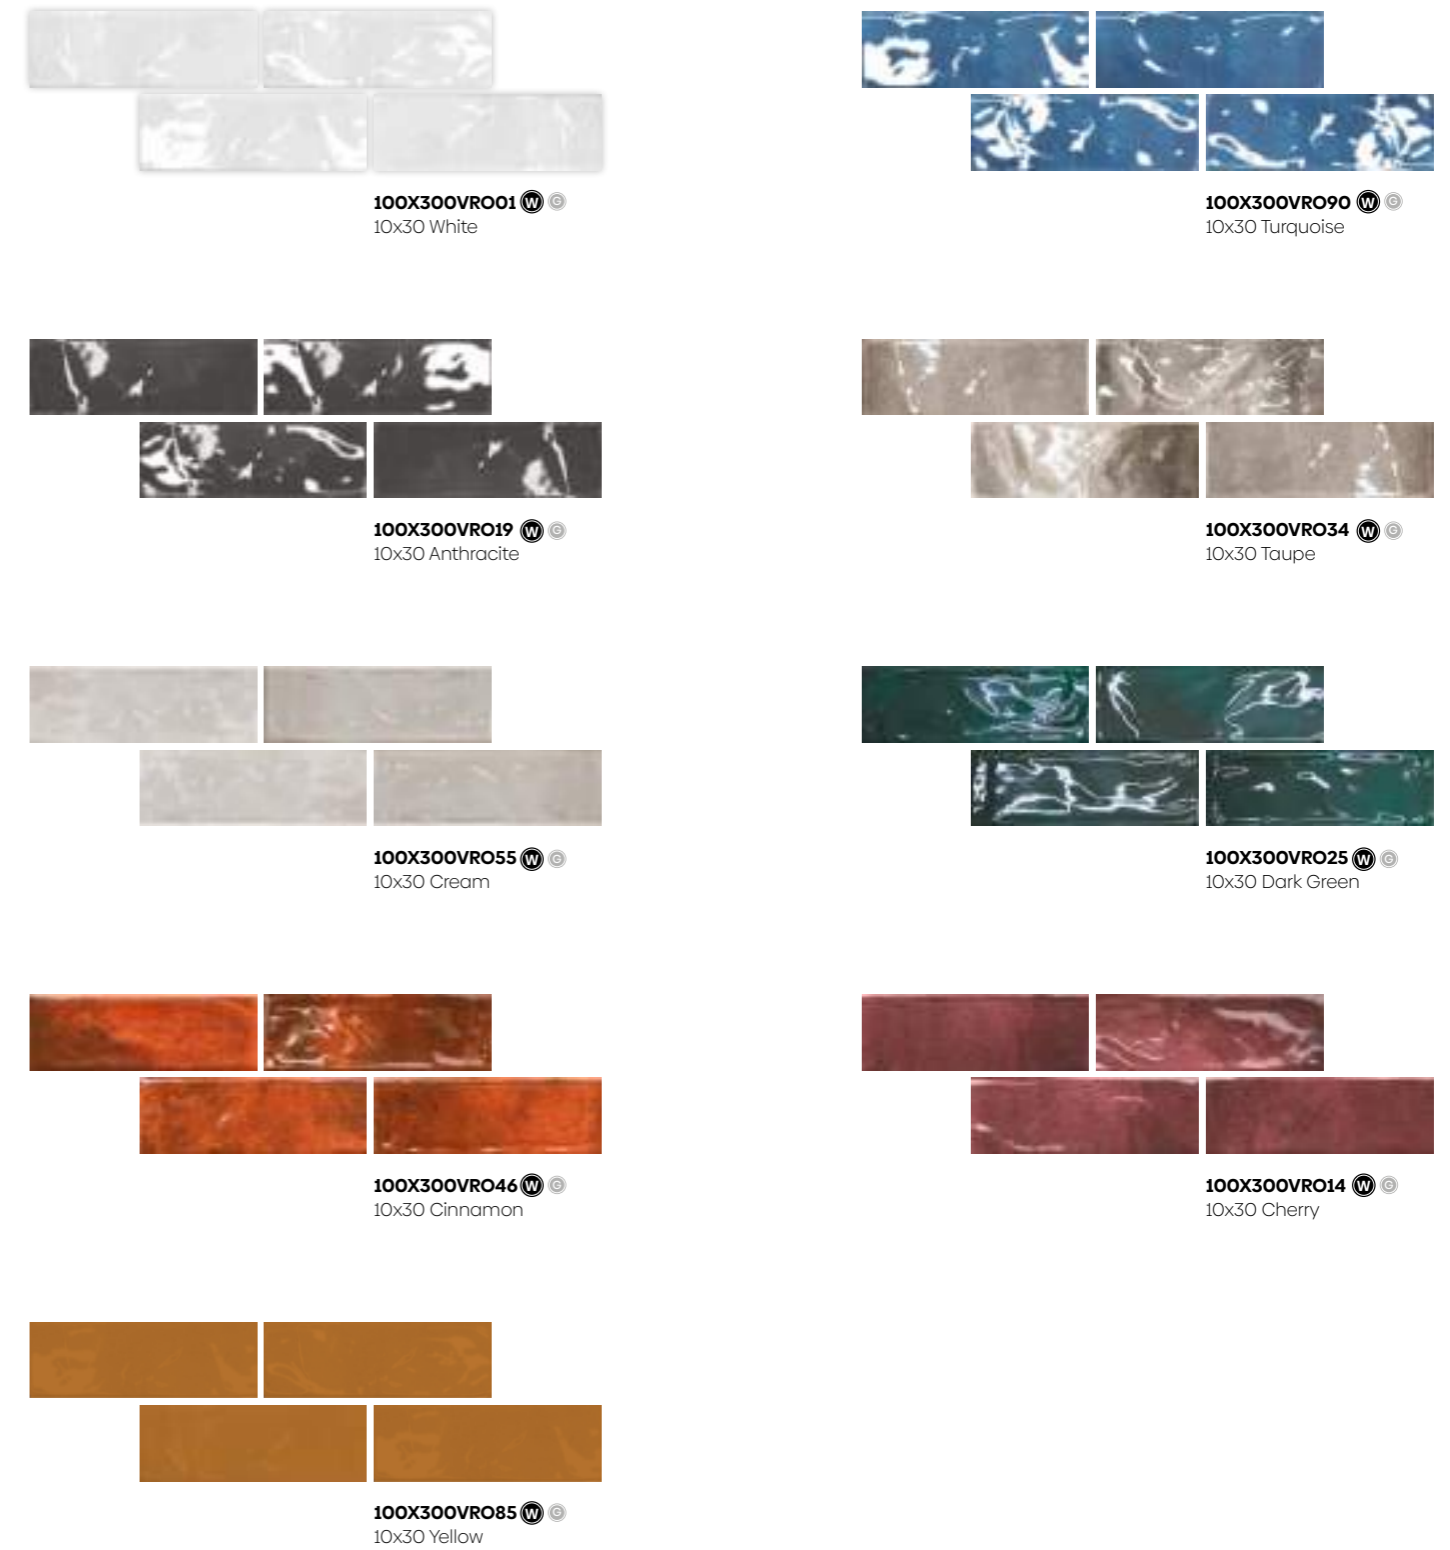 100X300VRO01 W G
10x30 White
100X300VRO90 W G
10x30 Turquoise
100X300VRO19 W G
10x30 Anthracite
100X300VRO34 W G
10x30 Taupe
100X300VRO55 W G
10x30 Cream
100X300VRO25 W G
10x30 Dark Green
100X300VRO46 W G
10x30 Cinnamon
100X300VRO14 W G
10x30 Cherry
100X300VRO85 W G
10x30 Yellow